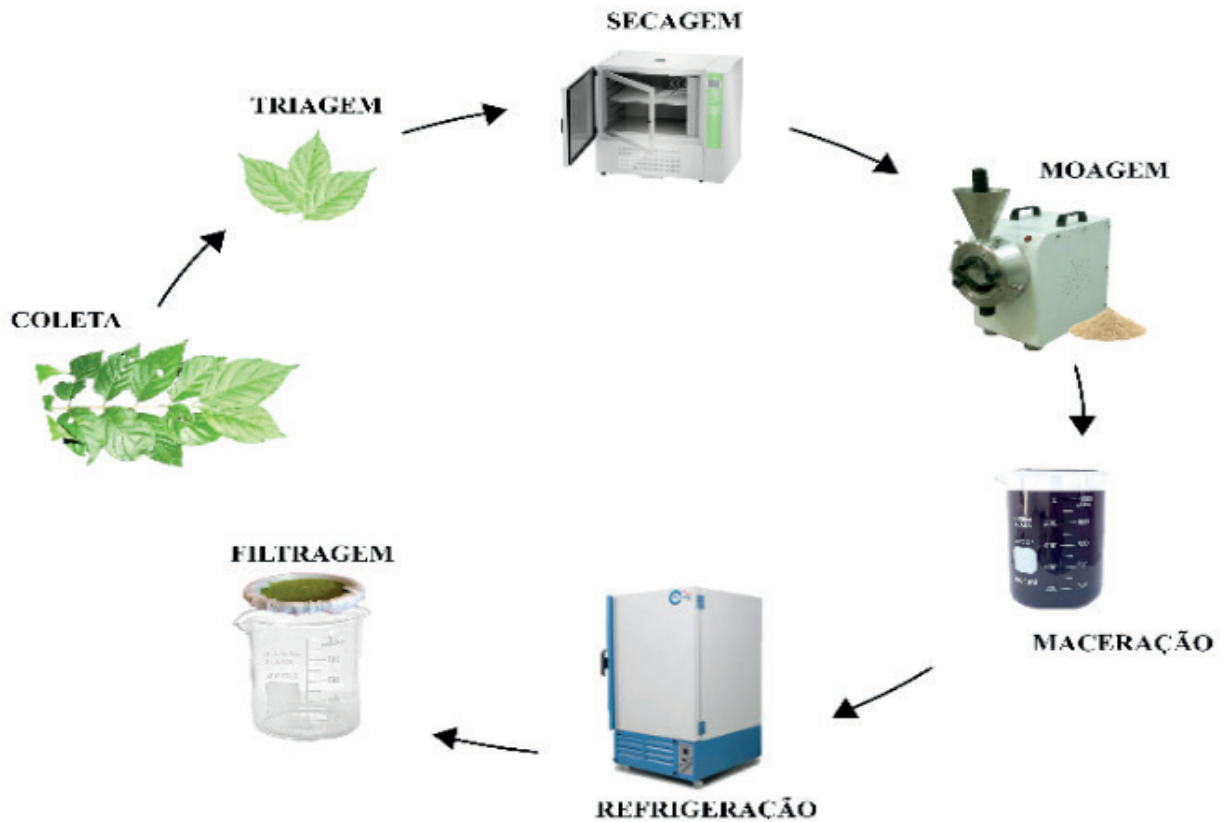 COLETA
TRIAGEM
SECAGEM
MOAGEM
MACERAÇÃO
REFRIGERAÇÃO
FILTRAGEM